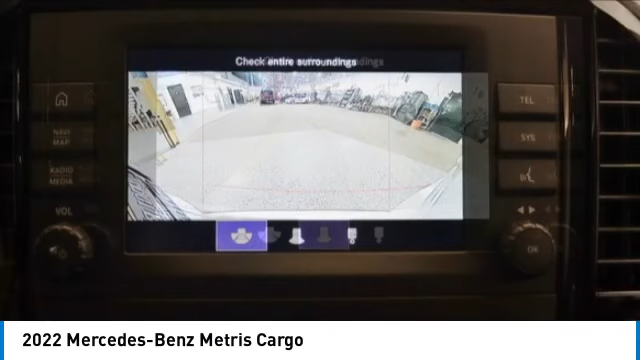 Check entire surroundings
NAVI
MAP
RADIO
MEDIA
VOL
TEL
SYS
OK
2022 Mercedes-Benz Metris Cargo